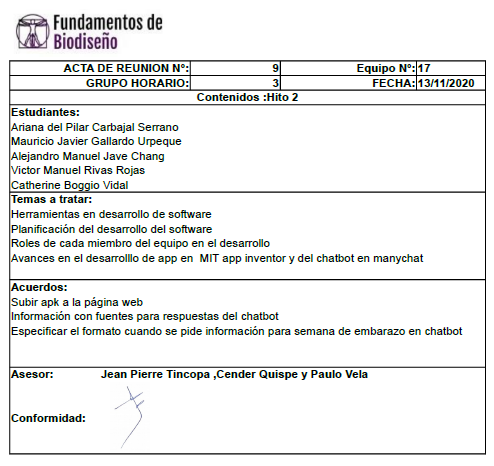 Fundamentos de
Biodiseño
ACTA DE REUNION Nº: 9 Equipo Nº: 17
GRUPO HORARIO: 3 FECHA: 13/11/2020
Contenidos :Hito 2
Estudiantes:
Ariana del Pilar Carbajal Serrano
Mauricio Javier Gallardo Urpeque
Alejandro Manuel Jave Chang
Victor Manuel Rivas Rojas
Catherine Boggio Vidal
Temas a tratar:
Herramientas en desarrollo de software
Planificación del desarrollo del software
Roles de cada miembro del equipo en el desarrollo
Avances en el desarrolllo de app en MIT app inventor y del chatbot en manychat
Acuerdos:
Subir apk a la página web
Información con fuentes para respuestas del chatbot
Especificar el formato cuando se pide información para semana de embarazo en chatbot
Asesor: Jean Pierre Tincopa ,Cender Quispe y Paulo Vela
Conformidad: